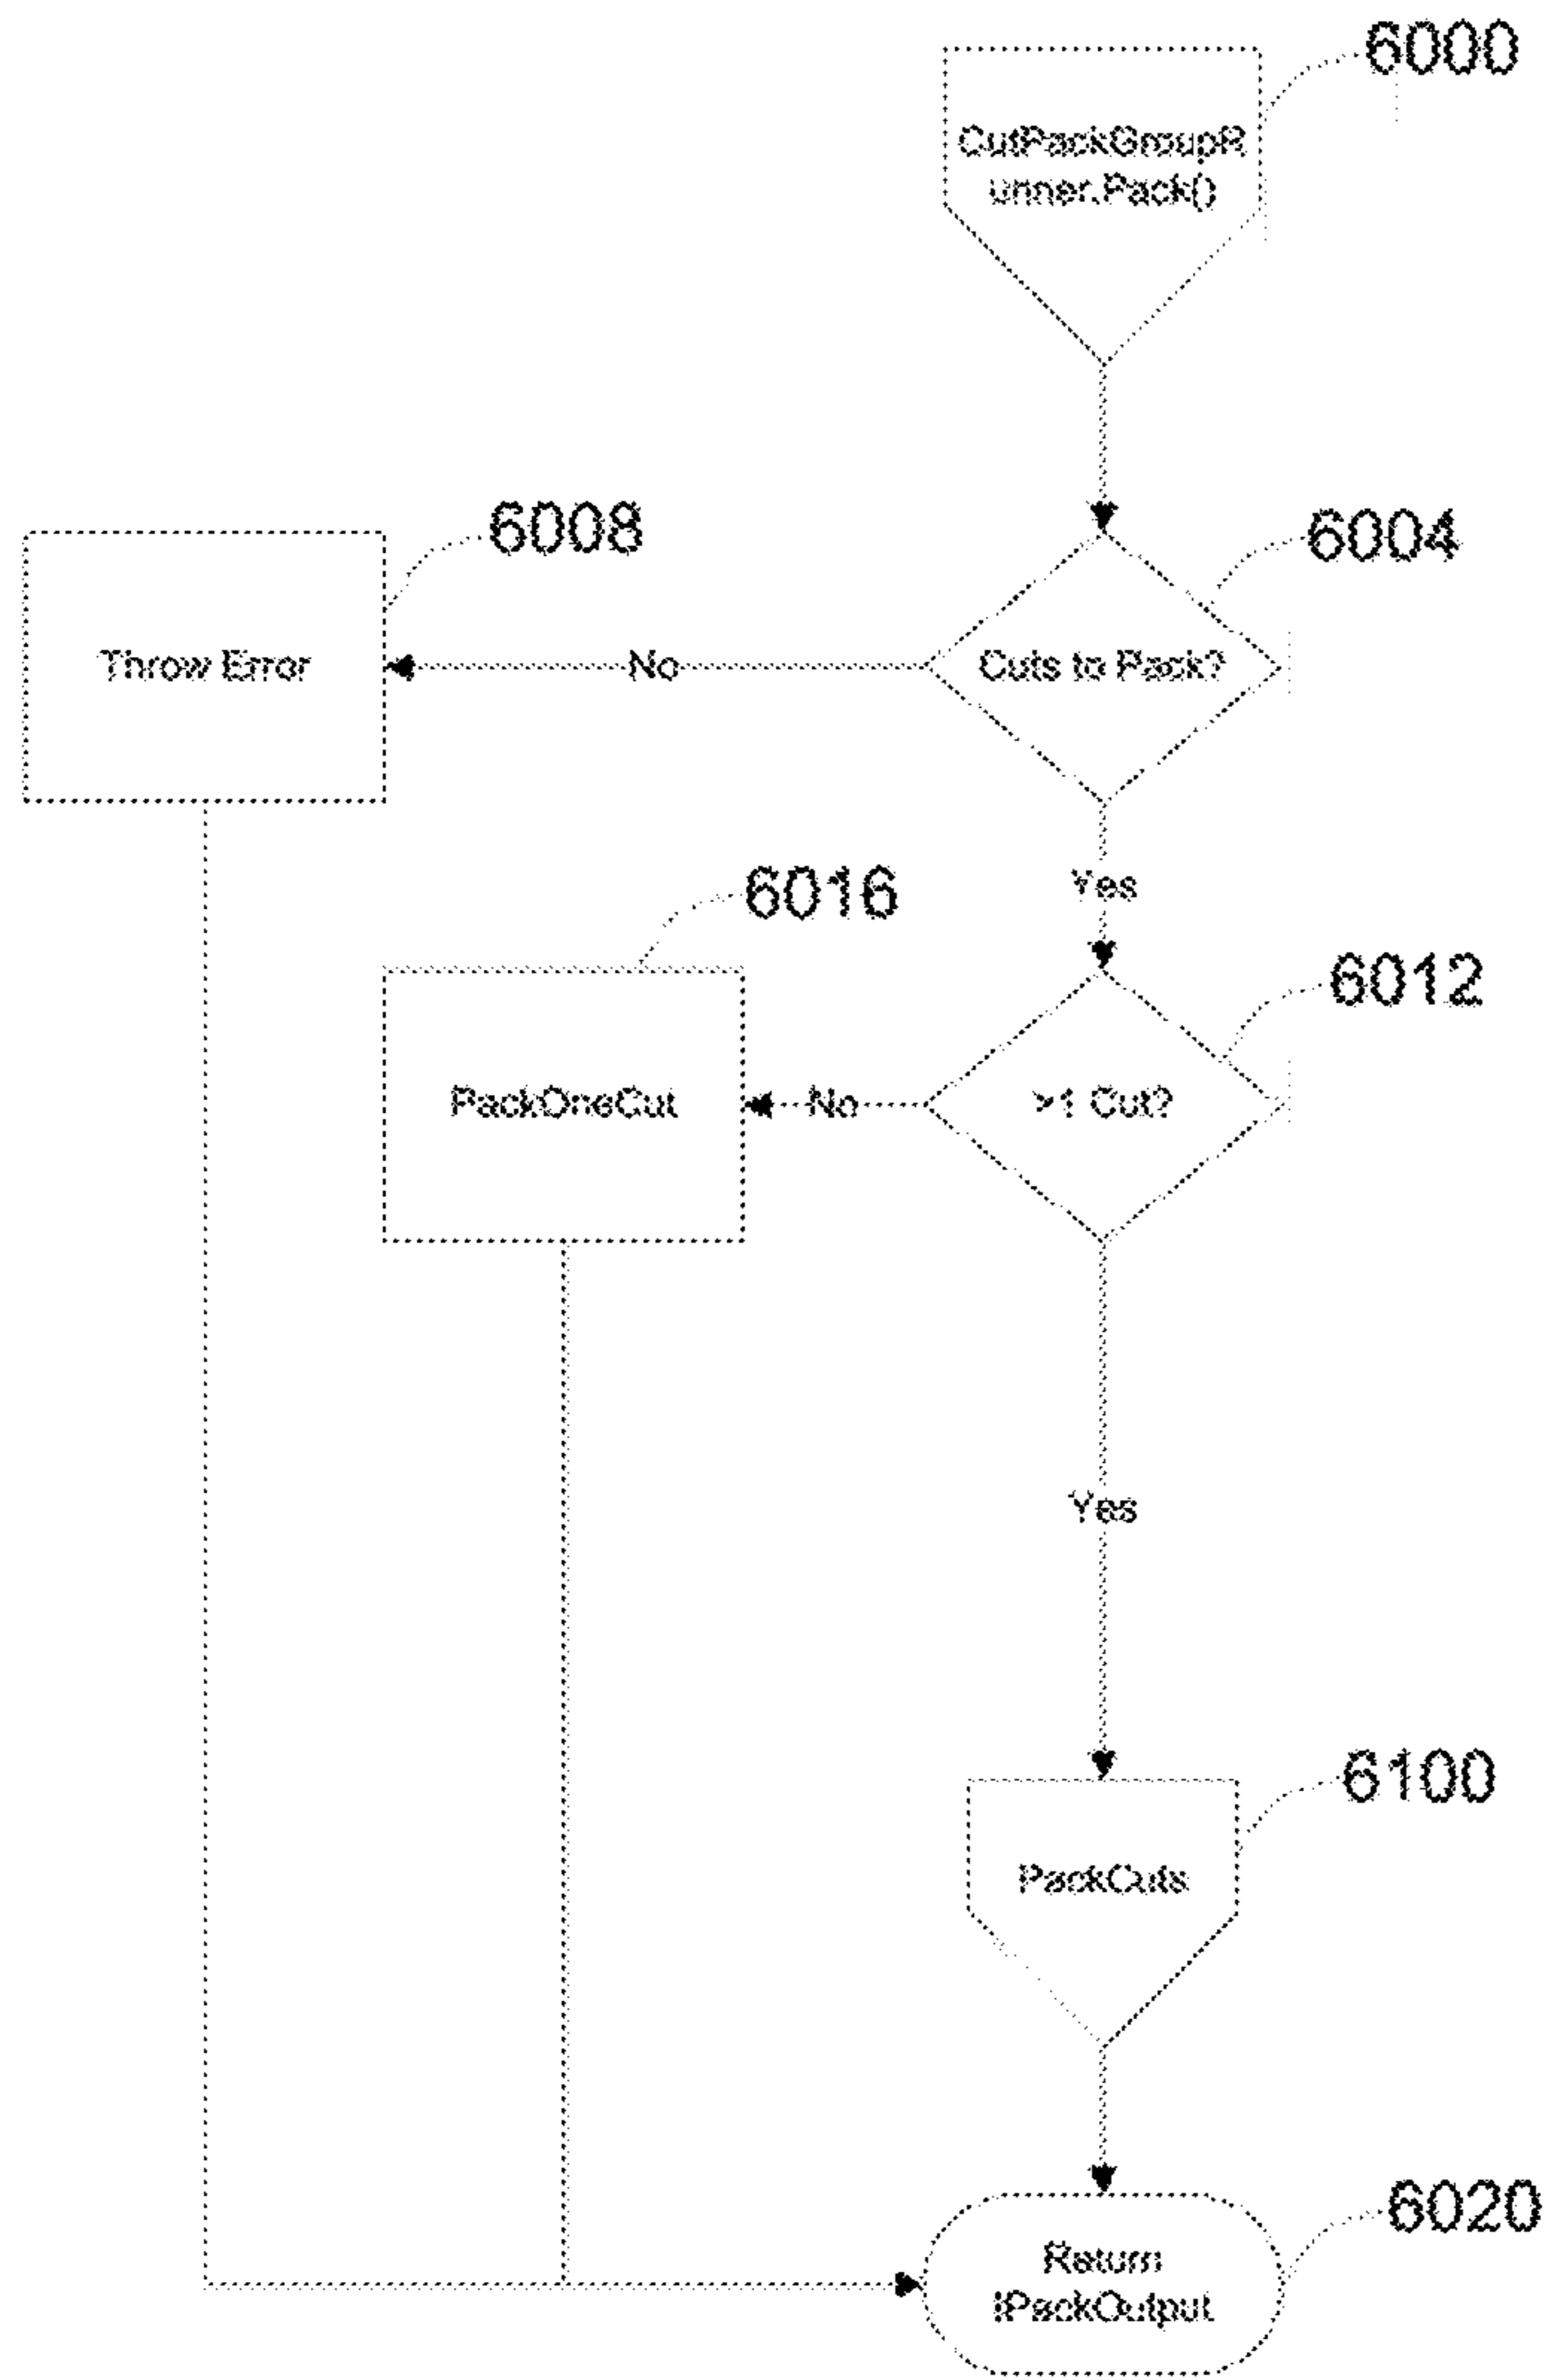 6000
CutPackGroupR
unner.Pack()
6008
6004
Throw Error
No
Cuts to Pack?
6016
Yes
6012
PackOneCut
No
>1 Cut?
Yes
6100
PackCuts
6020
Return
IPackOutput